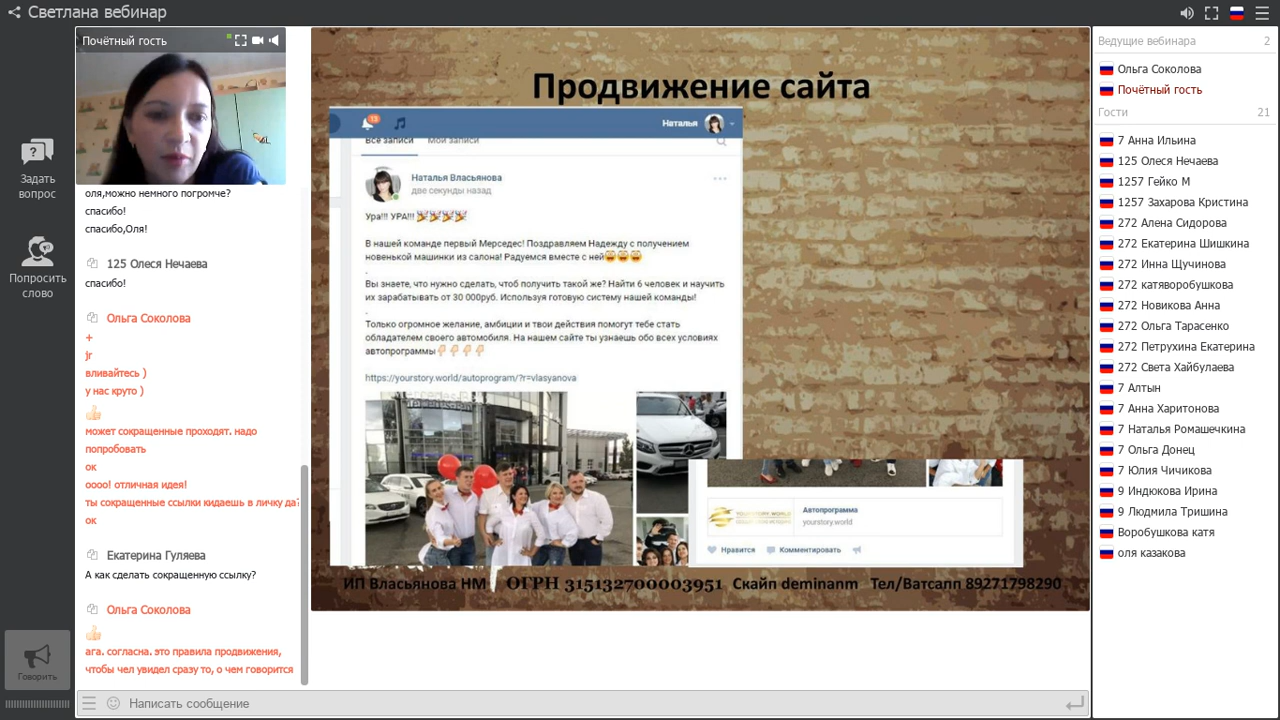 Светлана вебинар
Почётный гость
Задать
вопрос
Попросить
слово
Говорить
оля,можно немного погромче?
спасибо!
спасибо,Оля!
125 Олеся Нечаева
спасибо!
Ольга Соколова
+
jr
вливайтесь )
у нас круто )
может сокращенные проходят. надо
попробовать
ок
оооо! отличная идея!
ты сокращенные ссылки кидаешь в личку да?
ок
Екатерина Гуляева
А как сделать сокращенную ссылку?
Ольга Соколова
ага. согласна. это правила продвижения,
чтобы чел увидел сразу то, о чем говорится
Написать сообщение
Продвижение сайта
13
Наталья
Все записи Мои записи
Наталья Власьянова
две секунды назад
Ура!!! УРА!!!
В нашей команде первый Мерседес! Поздравляем Надежду с получением
новенькой машинки из салона! Радуемся вместе с ней
.
Вы знаете, что нужно сделать, чтоб получить такой же? Найти 6 человек и научить
их зарабатывать от 30 000руб. Используя готовую систему нашей команды!
.
Только огромное желание, амбиции и твои действия помогут тебе стать
обладателем своего автомобиля. На нашем сайте ты узнаешь обо всех условиях
автопрограммы
https://yourstory.world/autoprogram/?r=vlasyanova
YOURSTORY.WORLD
Автопрограмма
yourstory.world
Нравится Комментировать
ИП Власьянова НМ ОГРН 315132700003951 Скайп deminanm Тел/Ватсапп 89271798290
Ведущие вебинара 2
Ольга Соколова
Почётный гость
Гости 21
7 Анна Ильина
125 Олеся Нечаева
1257 Гейко М
1257 Захарова Кристина
272 Алена Сидорова
272 Екатерина Шишкина
272 Инна Щучинова
272 катяворобушкова
272 Новикова Анна
272 Ольга Тарасенко
272 Паршина Екатерина
272 Света Хайбулаева
7 Алтын
7 Анна Харитонова
7 Наталья Ромашечкина
7 Ольга Донец
7 Юлия Чичикова
9 Индюкова Ирина
9 Людмила Тришина
Воробушкова катя
оля казакова